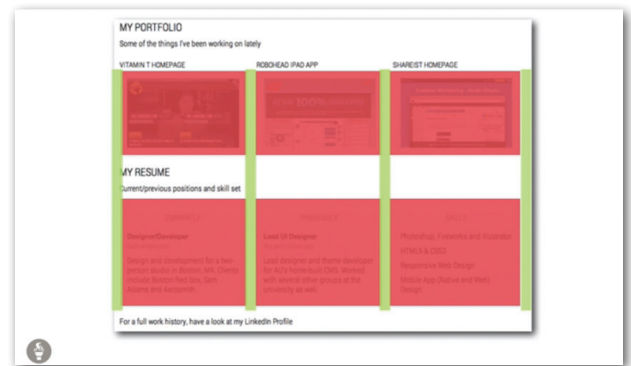 MY PORTFOLIO
Some of the things I've been working on lately
VITAMIN T HOMEPAGE
ROBOHEAD IPAD APP
SHAREIST HOMEPAGE
100%
MY RESUME
Current/previous positions and skill set
Designer/Developer
Design and development for a two-
person studio in Boston, MA. Clients
include Boston Red Sox, Sam
Adams and Aetosmith.
Lead UI Designer
Lead designer and theme developer
for AU's home-built CMS. Worked
with several other groups at the
university as well.
Photoshop, Fireworks and Illustrator
HTML5 & CSS3
Responsive Web Design
Mobile App (Native and Web)
Design
For a full work history, have a look at my LinkedIn Profile